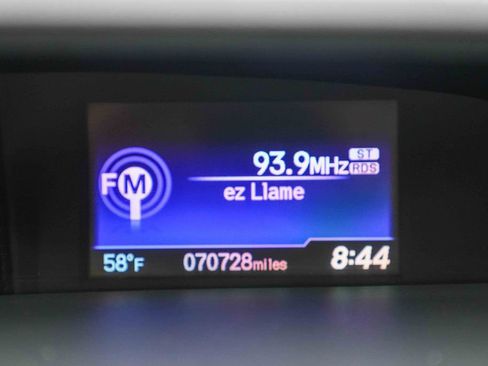 FM
93.9MHz ST
RDS
ez Llame
58°F 070728miles 8:44